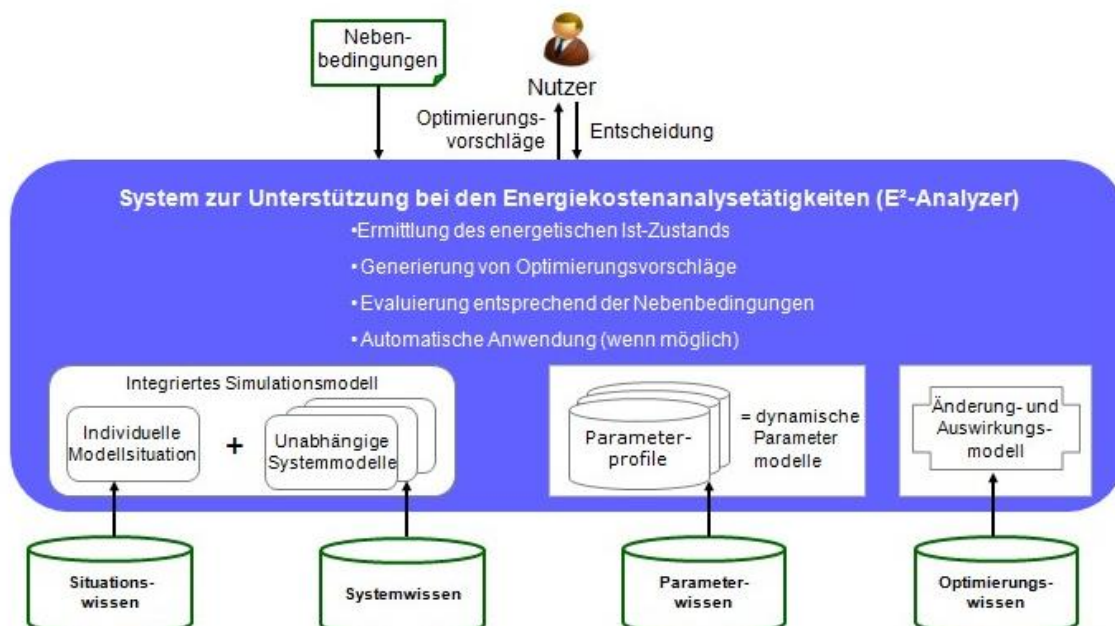 Neben-
bedingungen
Nutzer
Optimierungs-
vorschläge
Entscheidung
System zur Unterstützung bei den Energiekostenanalysetätigkeiten (E²-Analyzer)
•Ermittlung des energetischen Ist-Zustands
•Generierung von Optimierungsvorschläge
•Evaluierung entsprechend der Nebenbedingungen
•Automatische Anwendung (wenn möglich)
Integriertes Simulationsmodell
Individuelle
Modellsituation
+
Unabhängige
Systemmodelle
Parameter-
profile
= dynamische
Parameter
modelle
Änderung- und
Auswirkungs-
modell
Situations-
wissen
Systemwissen
Parameter-
wissen
Optimierungs-
wissen